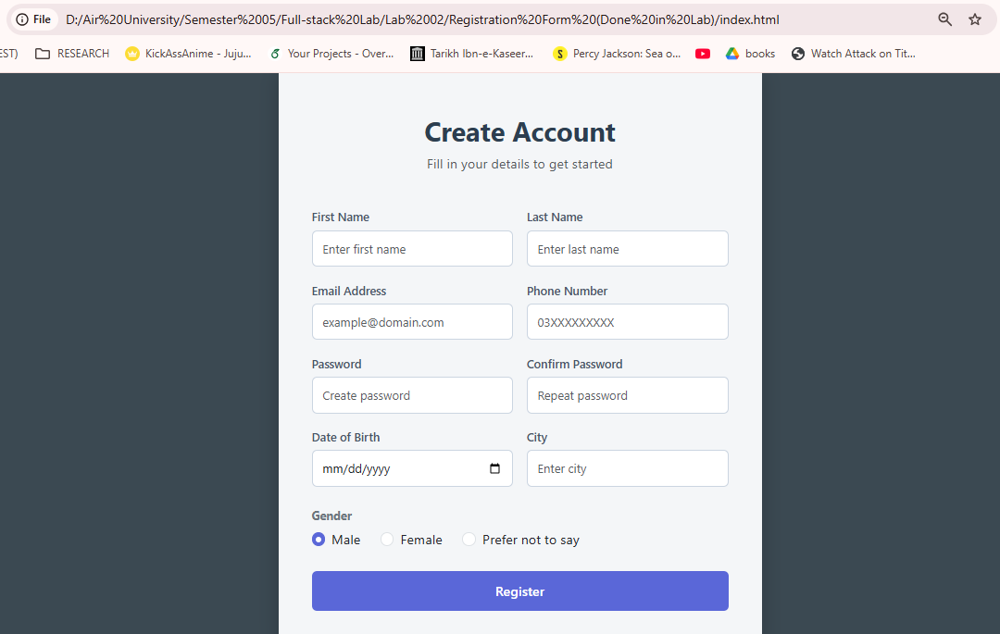 File D:/Air%20University/Semester%2005/Full-stack%20Lab/Lab%2002/Registration%20Form%20(Done%20in%20Lab)/index.html
EST) RESEARCH KickAssAnime - Juju... Your Projects - Over... Tarikh Ibn-e-Kaseer... S Percy Jackson: Sea o... books Watch Attack on Tit...
Create Account
Fill in your details to get started
First Name Last Name
Enter first name Enter last name
Email Address Phone Number
example@domain.com 03XXXXXXXXX
Password Confirm Password
Create password Repeat password
Date of Birth City
mm/dd/yyyy Enter city
Gender
Male Female Prefer not to say
Register